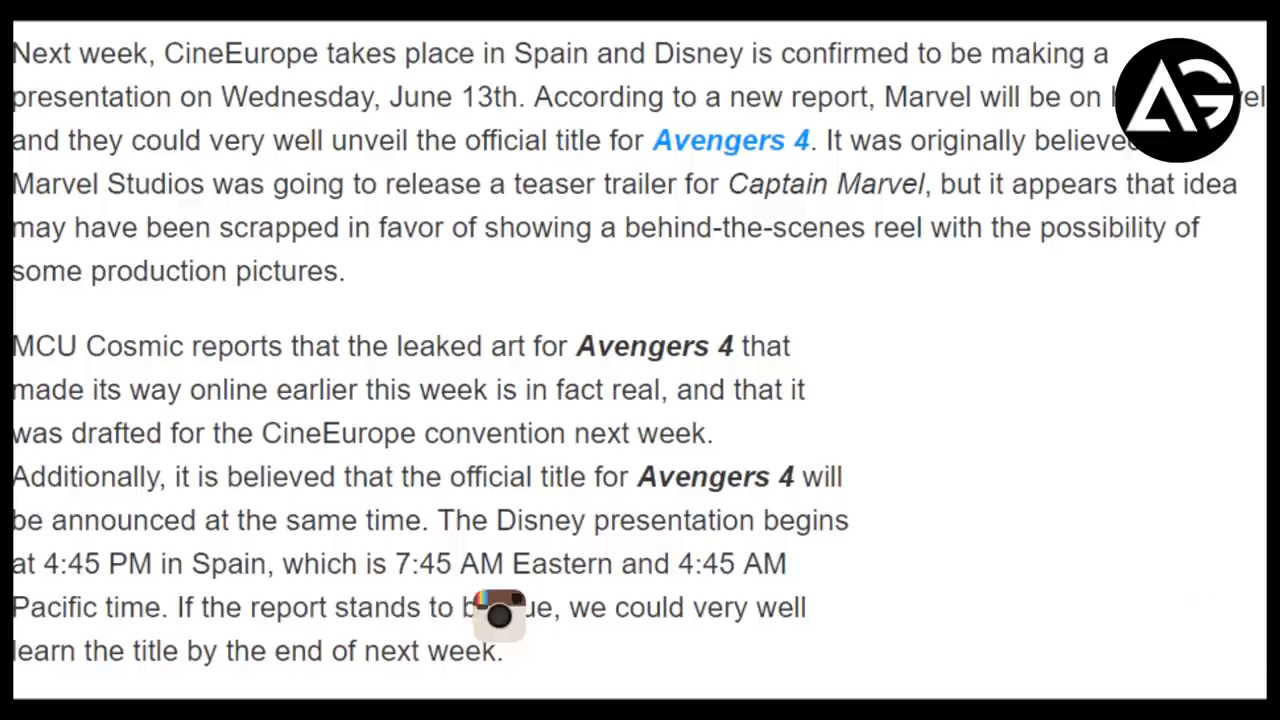 Next week, CineEurope takes place in Spain and Disney is confirmed to be making a
presentation on Wednesday, June 13th. According to a new report, Marvel will be on
and they could very well unveil the official title for Avengers 4. It was originally believed
Marvel Studios was going to release a teaser trailer for Captain Marvel, but it appears that idea
may have been scrapped in favor of showing a behind-the-scenes reel with the possibility of
some production pictures.
MCU Cosmic reports that the leaked art for Avengers 4 that
made its way online earlier this week is in fact real, and that it
was drafted for the CineEurope convention next week.
Additionally, it is believed that the official title for Avengers 4 will
be announced at the same time. The Disney presentation begins
at 4:45 PM in Spain, which is 7:45 AM Eastern and 4:45 AM
Pacific time. If the report stands to we could very well
learn the title by the end of next week.
AG